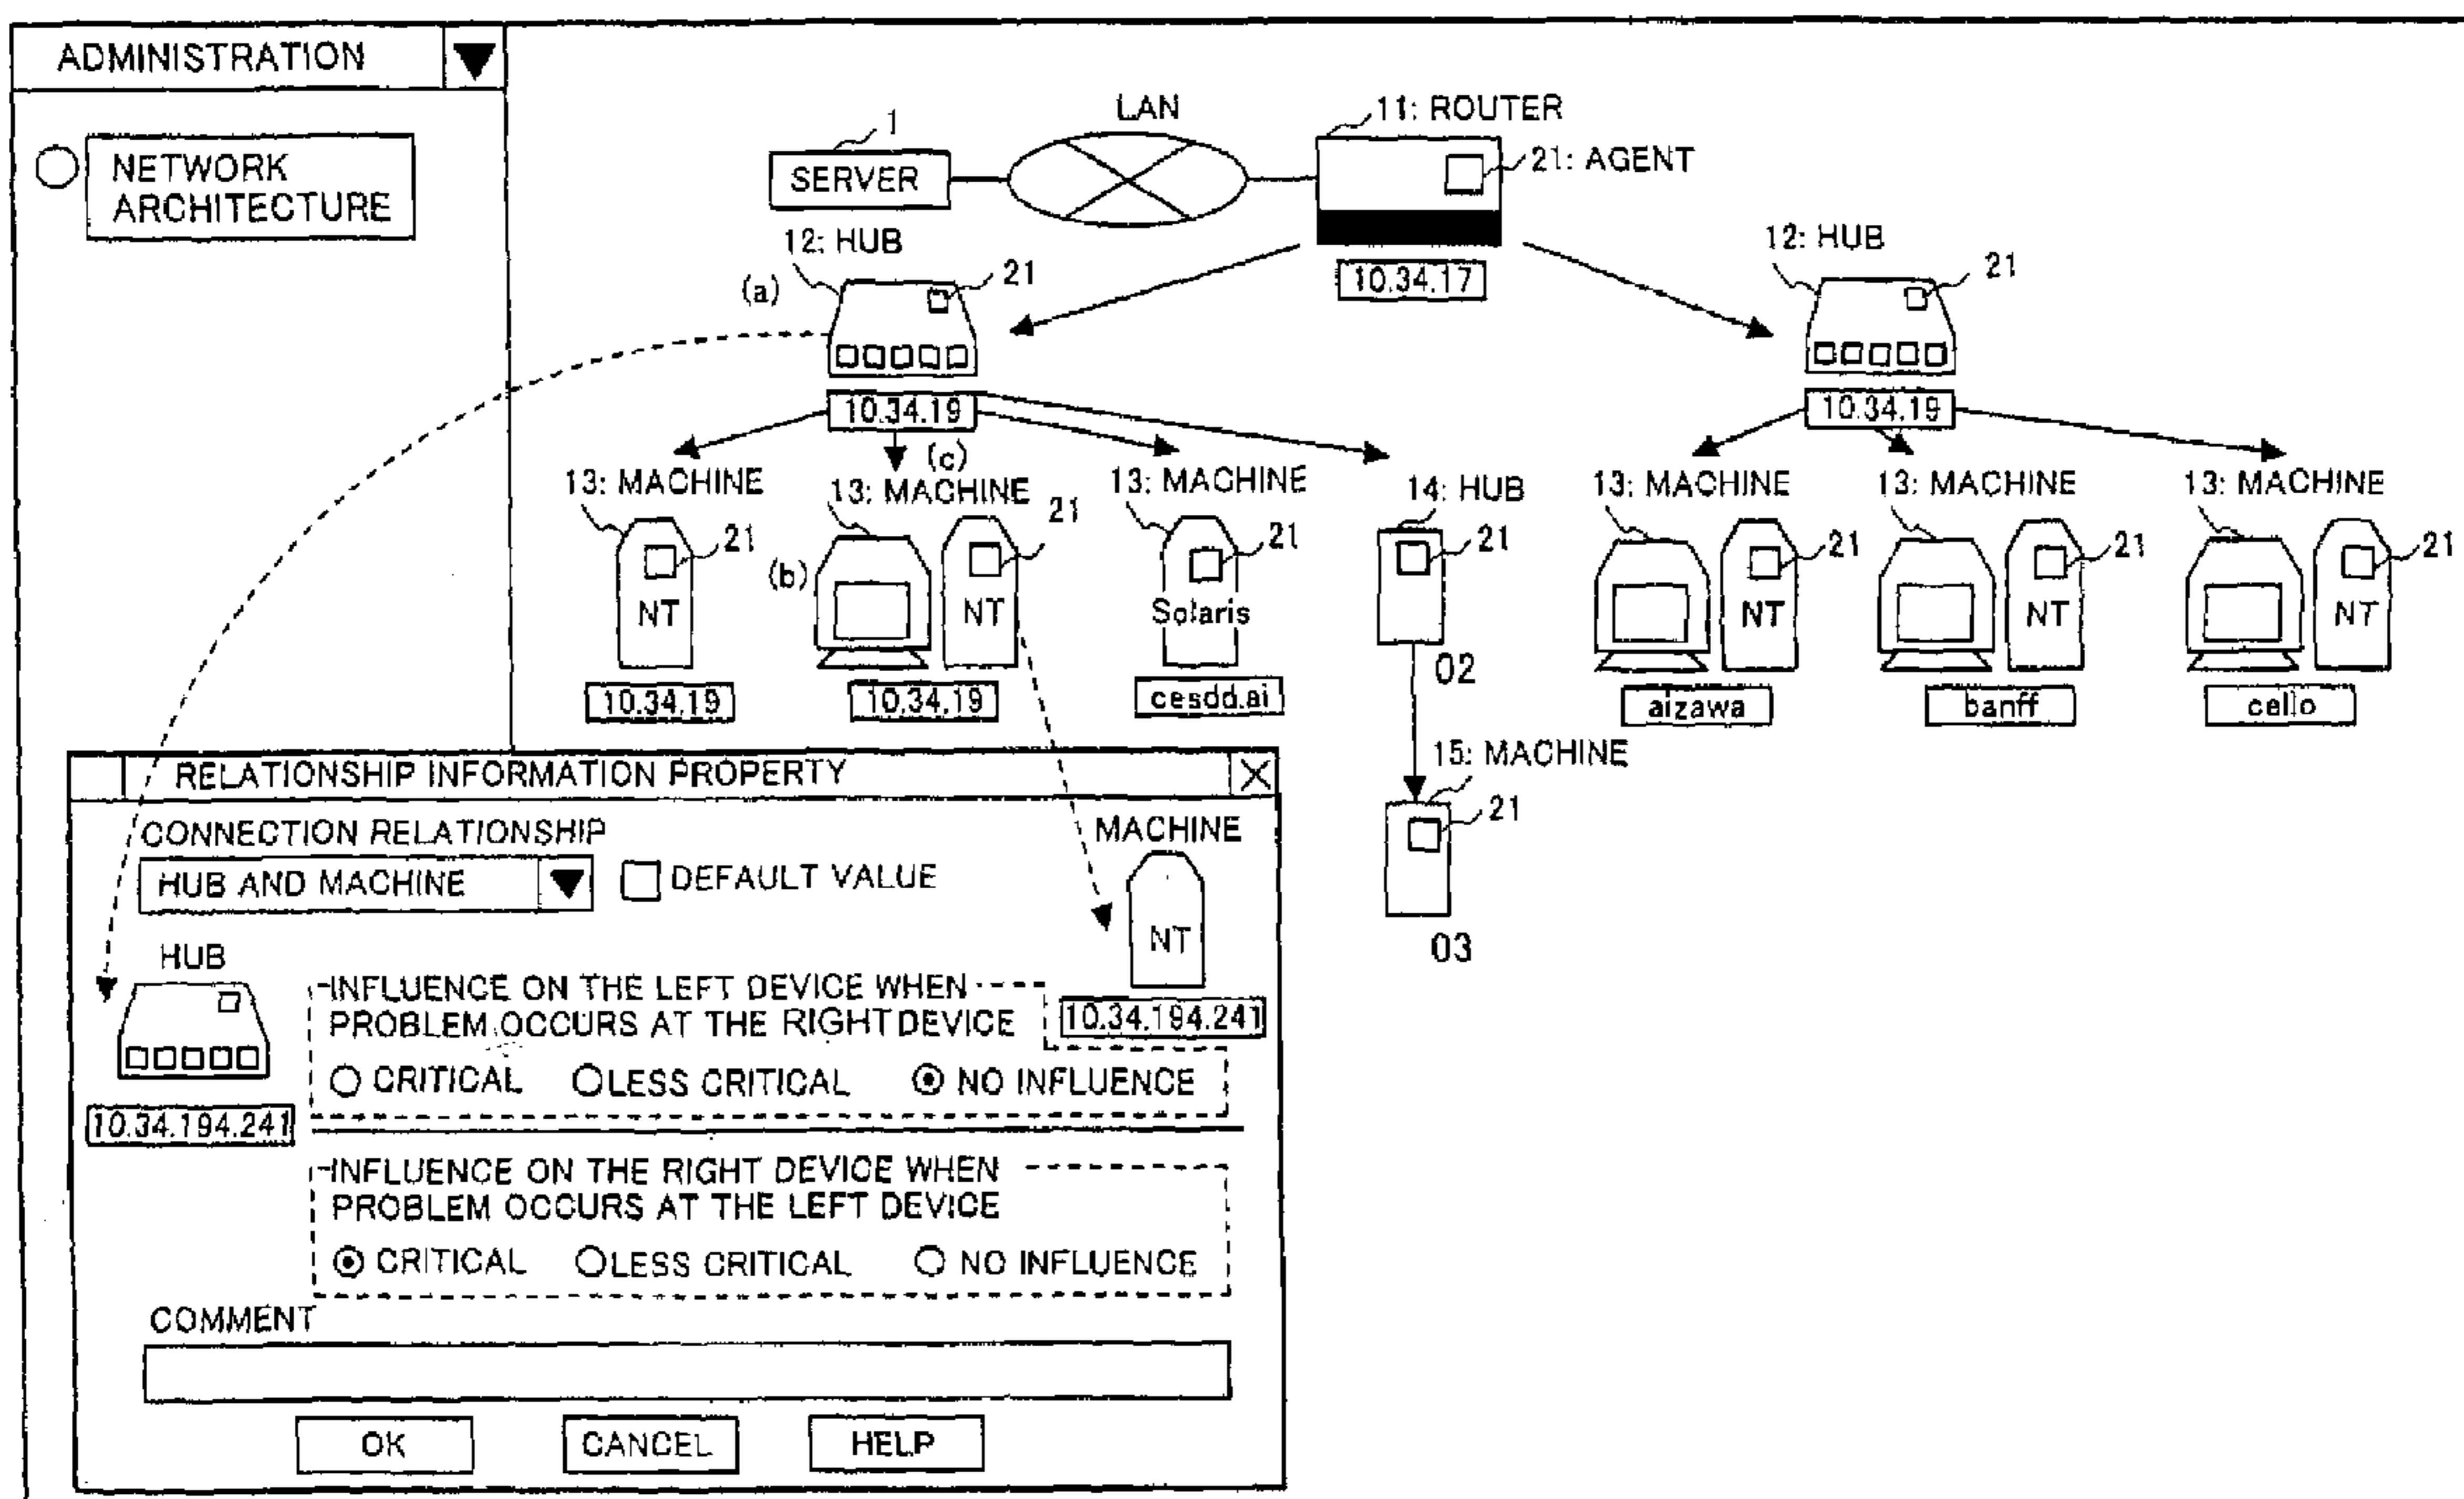 ADMINISTRATION
NETWORK
ARCHITECTURE
1
SERVER
LAN
11: ROUTER
21: AGENT
10.34.17
12: HUB
21
(a)
10.34.19
12: HUB
21
10.34.19
13: MACHINE
21
NT
10.34.19
(c)
13: MACHINE
21
(b)
NT
10.34.19
13: MACHINE
21
Solaris
cesdd.ai
14: HUB
21
02
15: MACHINE
21
03
13: MACHINE
21
NT
aizawa
13: MACHINE
21
NT
banff
13: MACHINE
21
NT
cello
RELATIONSHIP INFORMATION PROPERTY
CONNECTION RELATIONSHIP
HUB AND MACHINE
DEFAULT VALUE
MACHINE
NT
10.34.194.241
HUB
10.34.194.241
INFLUENCE ON THE LEFT DEVICE WHEN
PROBLEM OCCURS AT THE RIGHT DEVICE
CRITICAL LESS CRITICAL NO INFLUENCE
INFLUENCE ON THE RIGHT DEVICE WHEN
PROBLEM OCCURS AT THE LEFT DEVICE
CRITICAL LESS CRITICAL NO INFLUENCE
COMMENT
OK CANCEL HELP